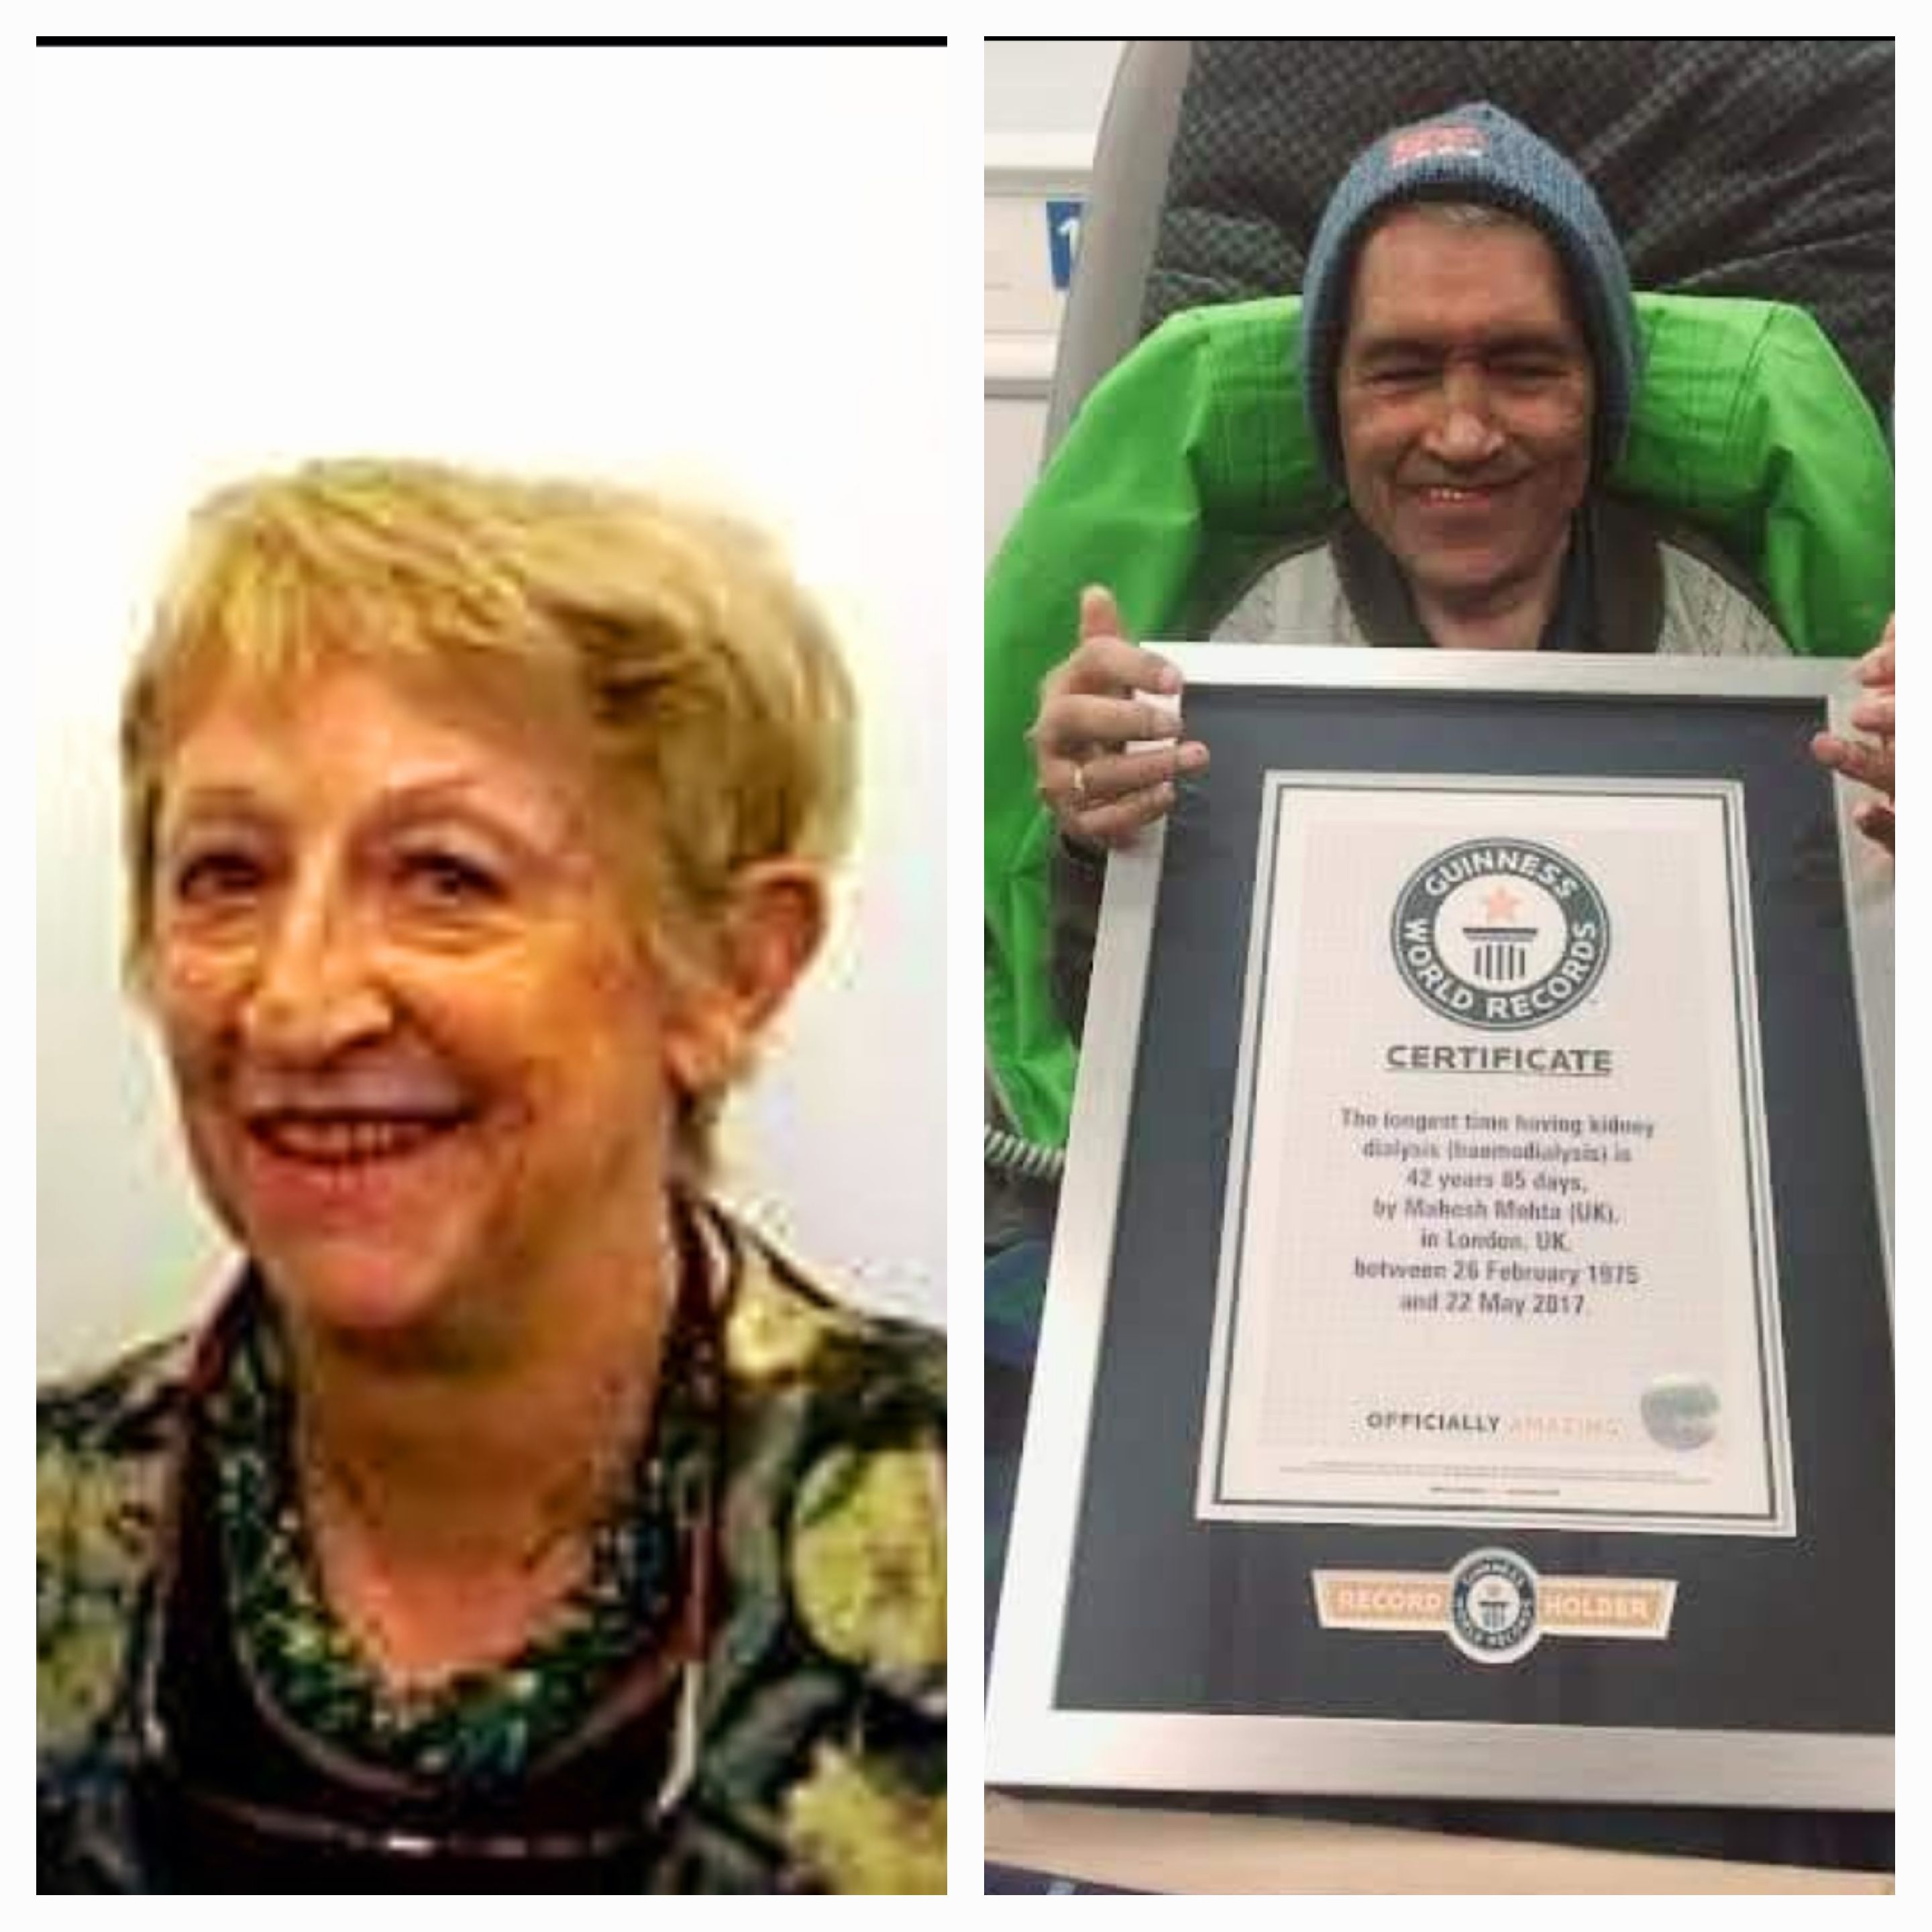 1
GUINNESS
WORLD RECORDS
CERTIFICATE
The longest time having kidney
dialysis (haemodialysis) is
42 years 85 days,
by Mahesh Mehta (UK),
in London, UK,
between 26 February 1975
and 22 May 2017
OFFICIALLY AMAZING
RECORD HOLDER